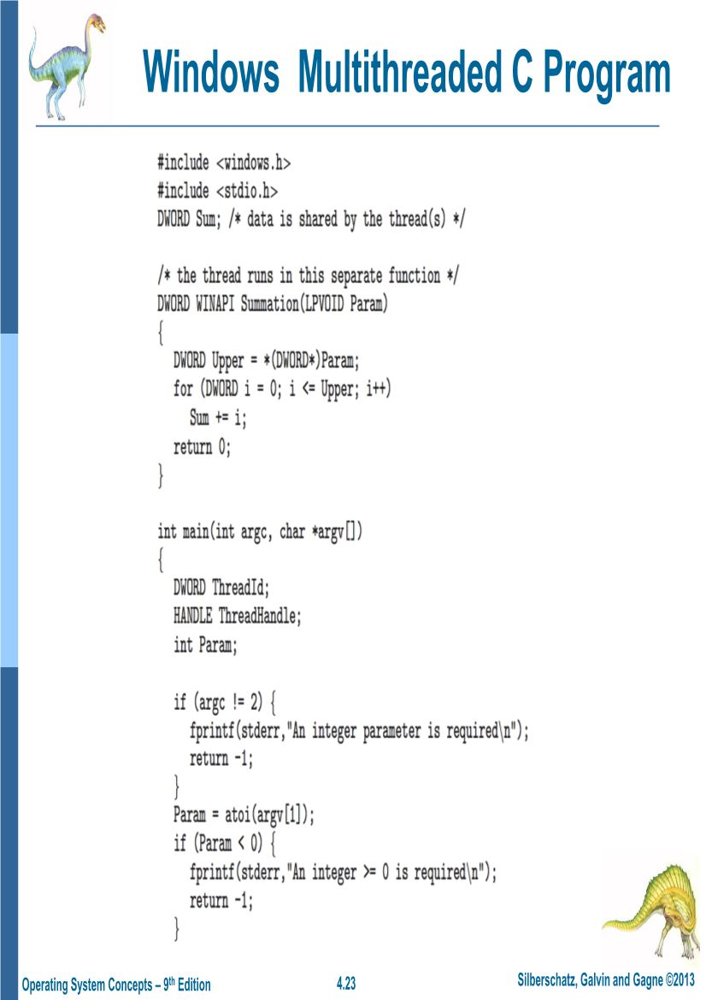 Windows Multithreaded C Program
#include <windows.h>
#include <stdio.h>
DWORD Sum; /* data is shared by the thread(s) */
/* the thread runs in this separate function */
DWORD WINAPI Summation(LPVOID Param)
{
DWORD Upper = *(DWORD*)Param;
for (DWORD i = 0; i <= Upper; i++)
Sum += i;
return 0;
}
int main(int argc, char *argv[])
{
DWORD ThreadId;
HANDLE ThreadHandle;
int Param;
if (argc != 2) {
fprintf(stderr,"An integer parameter is required\n");
return -1;
}
Param = atoi(argv[1]);
if (Param < 0) {
fprintf(stderr,"An integer >= 0 is required\n");
return -1;
}
Operating System Concepts – 9th Edition
4.23
Silberschatz, Galvin and Gagne ©2013